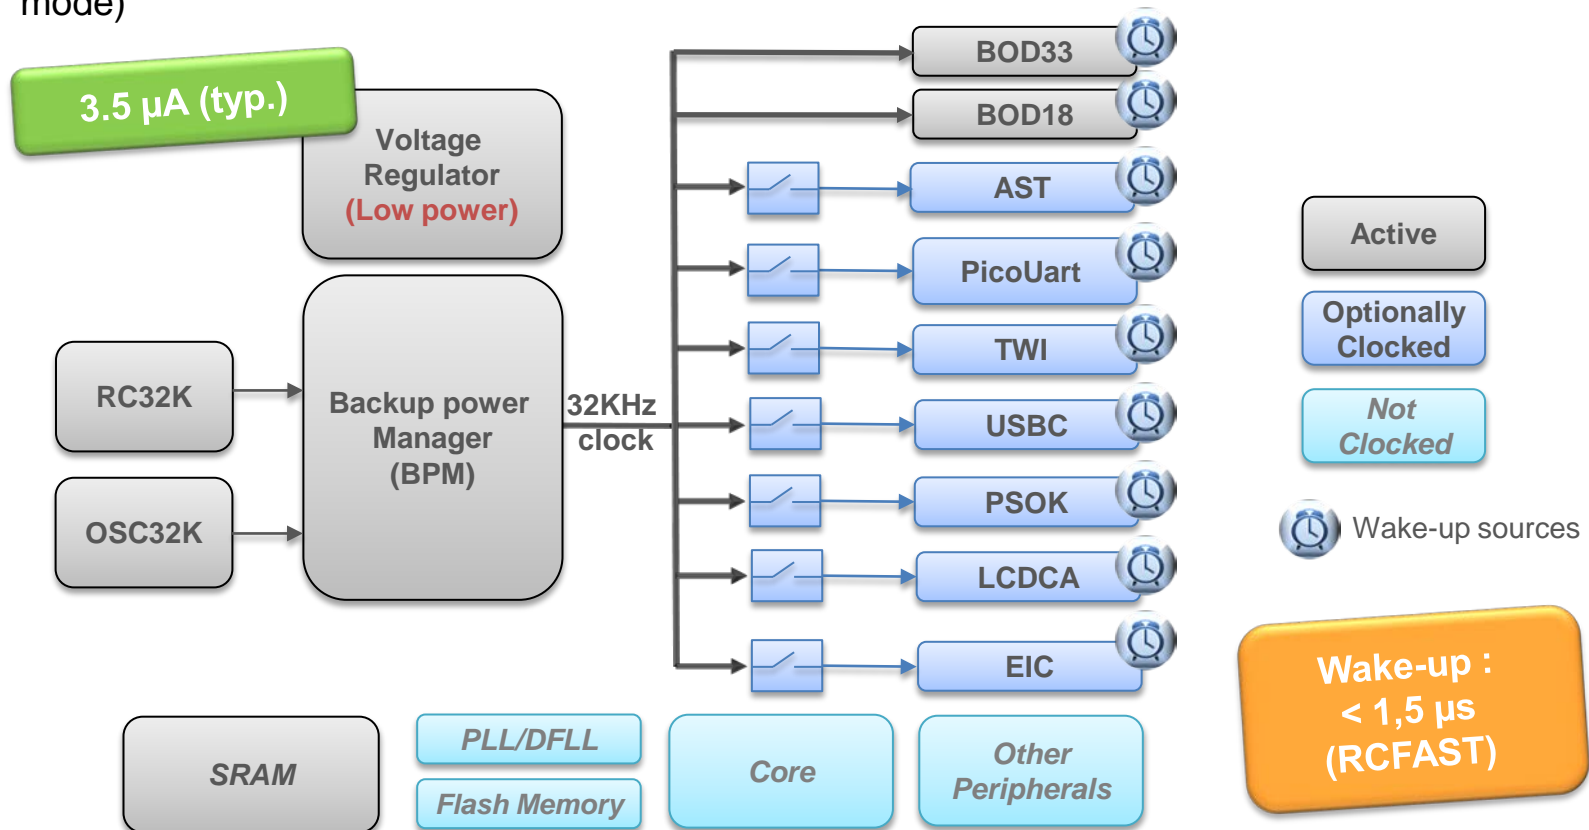 mode)
3.5 µA (typ.)
Voltage
Regulator
(Low power)
RC32K
OSC32K
Backup power
Manager
(BPM)
32KHz
clock
BOD33
BOD18
AST
PicoUart
TWI
USBC
PSOK
LCDCA
EIC
Active
Optionally
Clocked
Not
Clocked
Wake-up sources
Wake-up :
< 1,5 µs
(RCFAST)
SRAM
PLL/DFLL
Flash Memory
Core
Other
Peripherals